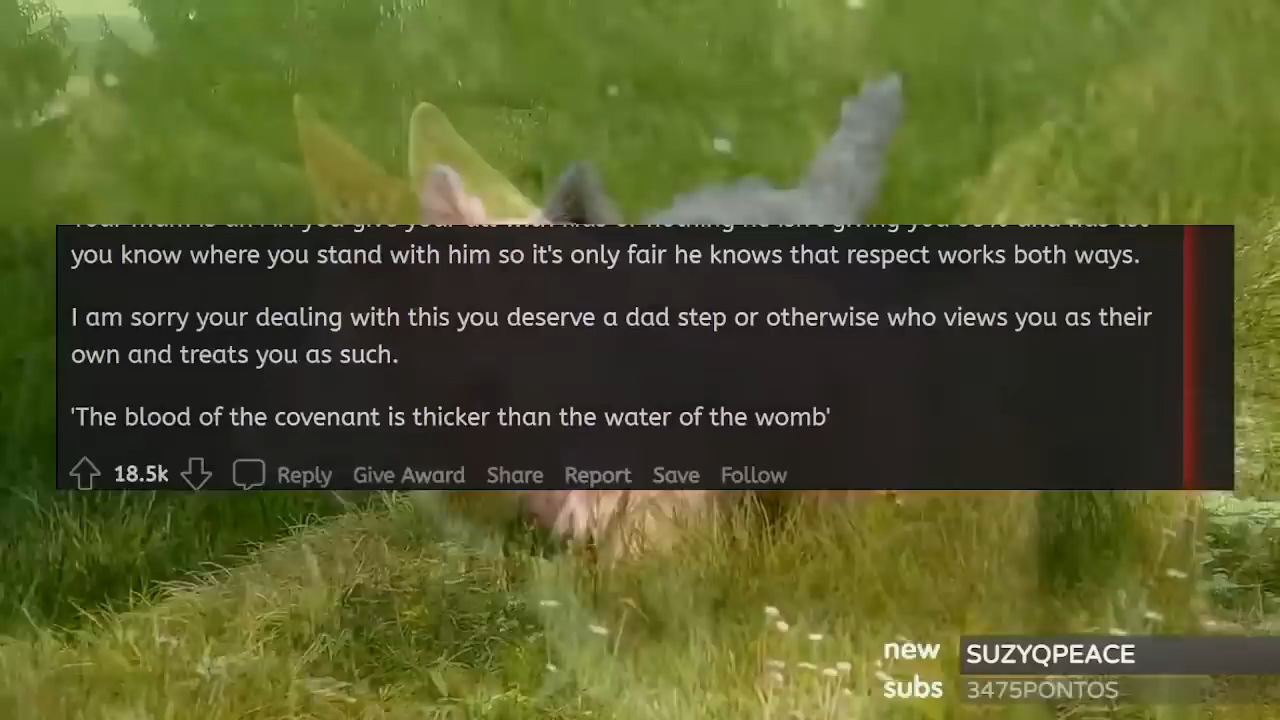 you know where you stand with him so it's only fair he knows that respect works both ways.
I am sorry your dealing with this you deserve a dad step or otherwise who views you as their
own and treats you as such.
'The blood of the covenant is thicker than the water of the womb'
18.5k Reply Give Award Share Report Save Follow
new SUZYQPEACE
subs 3475PONTOS